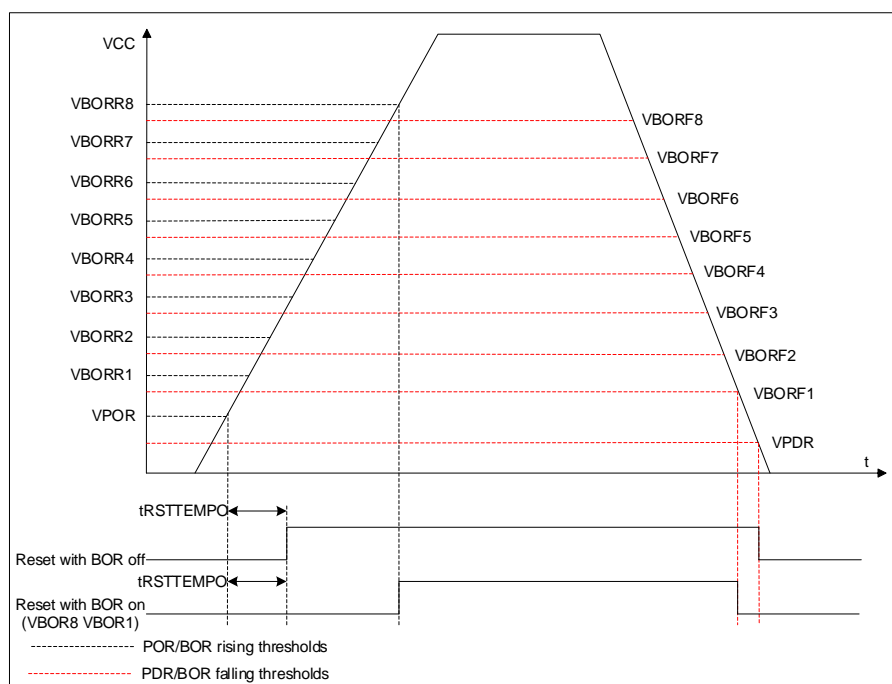 VCC
VBORR8
VBORF8
VBORR7
VBORF7
VBORR6
VBORF6
VBORR5
VBORF5
VBORR4
VBORF4
VBORR3
VBORF3
VBORR2
VBORF2
VBORR1
VBORF1
VPOR
VPDR
t
tRSTTEMPO
Reset with BOR off
tRSTTEMPO
Reset with BOR on
(VBOR8 VBOR1)
POR/BOR rising thresholds
PDR/BOR falling thresholds